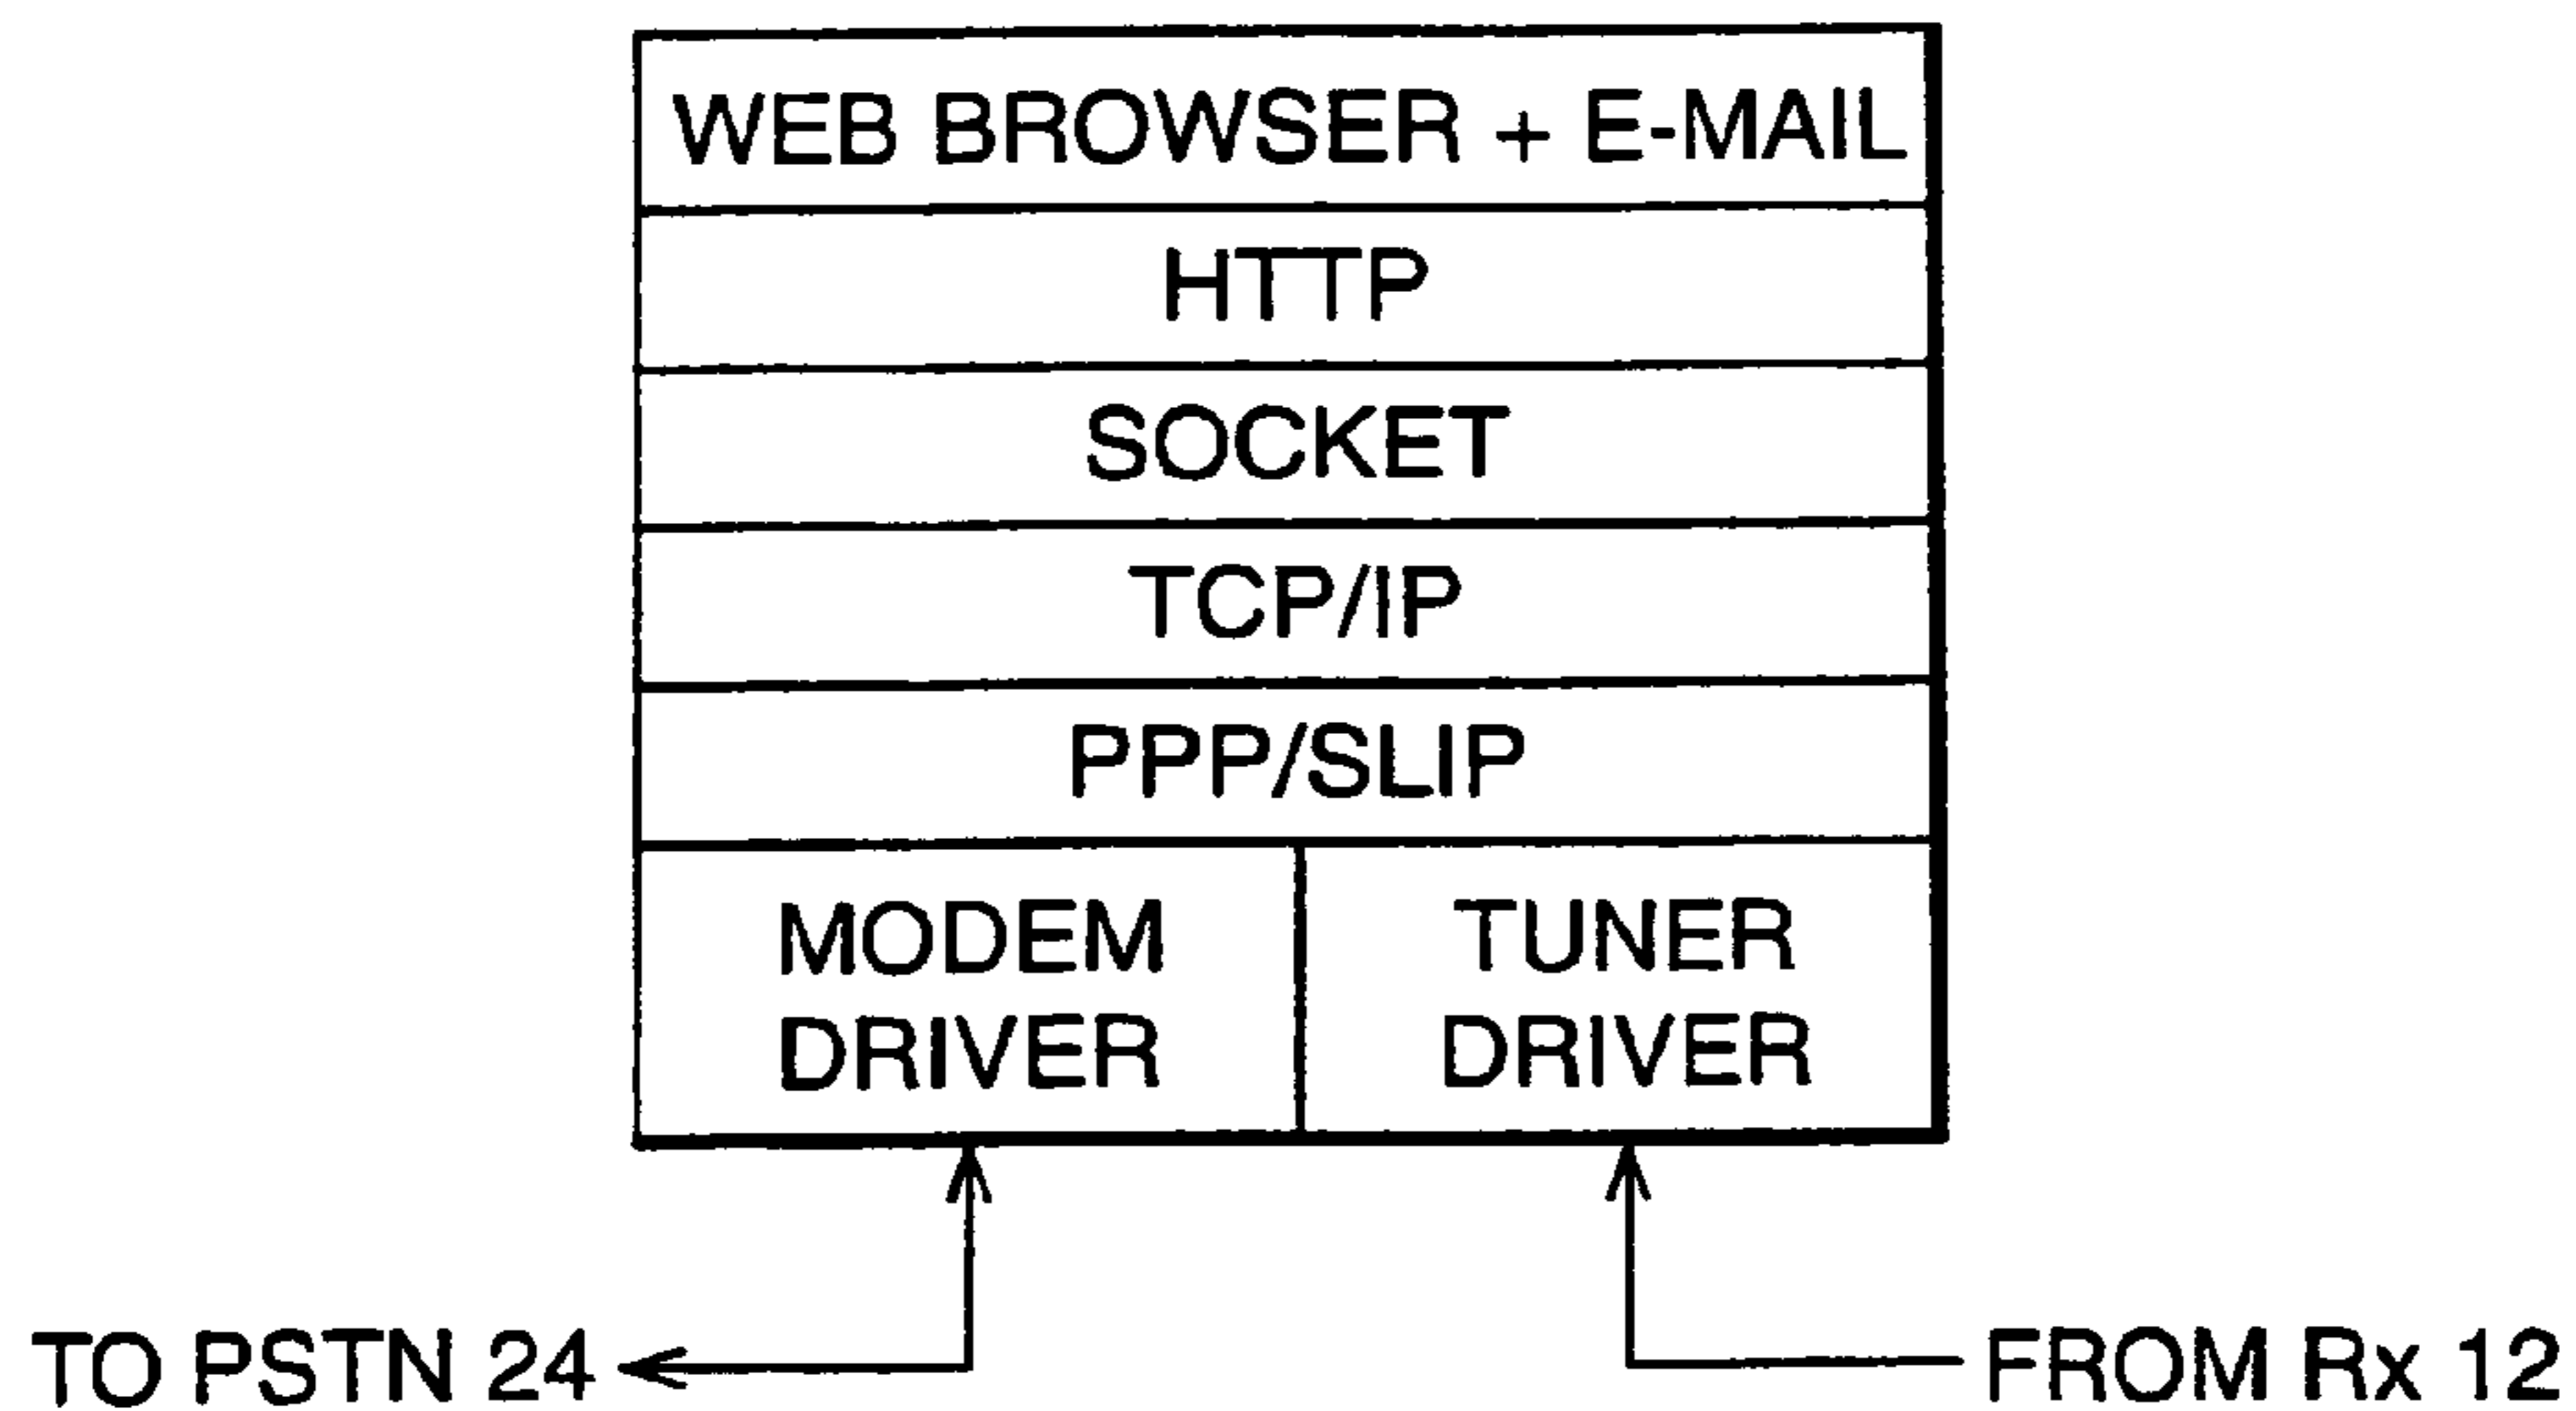 WEB BROWSER + E-MAIL
HTTP
SOCKET
TCP/IP
PPP/SLIP
MODEM
DRIVER
TUNER
DRIVER
TO PSTN 24
FROM Rx 12